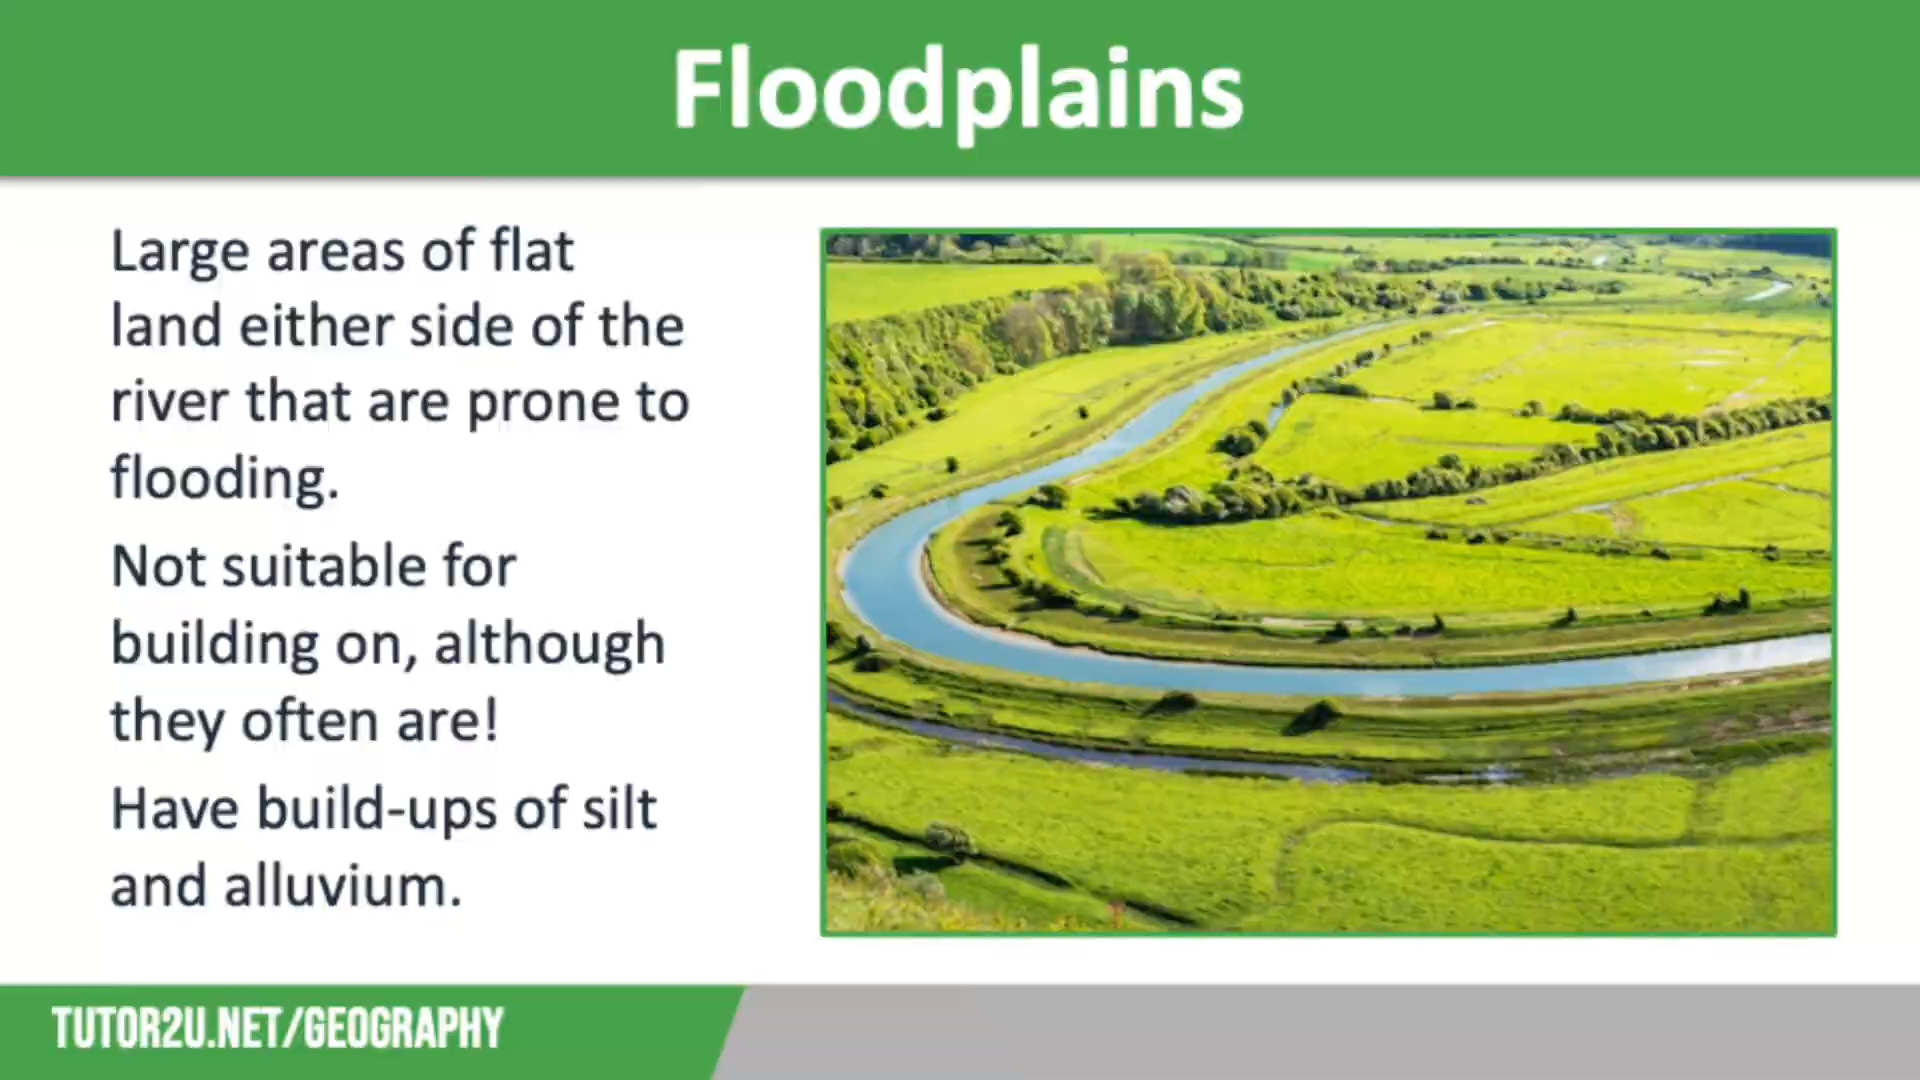 Floodplains
Large areas of flat
land either side of the
river that are prone to
flooding.
Not suitable for
building on, although
they often are!
Have build-ups of silt
and alluvium.
TUTOR2U.NET/GEOGRAPHY